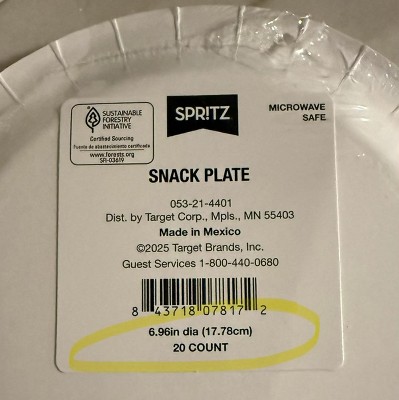 SUSTAINABLE
FORESTRY
INITIATIVE
Certified Sourcing
Fuente de abastecimiento certificada
www.forests.org
SFI-03619
SPR!TZ
MICROWAVE
SAFE
SNACK PLATE
053-21-4401
Dist. by Target Corp., Mpls., MN 55403
Made in Mexico
©2025 Target Brands, Inc.
Guest Services 1-800-440-0680
8 43718 07817 2
6.96in dia (17.78cm)
20 COUNT